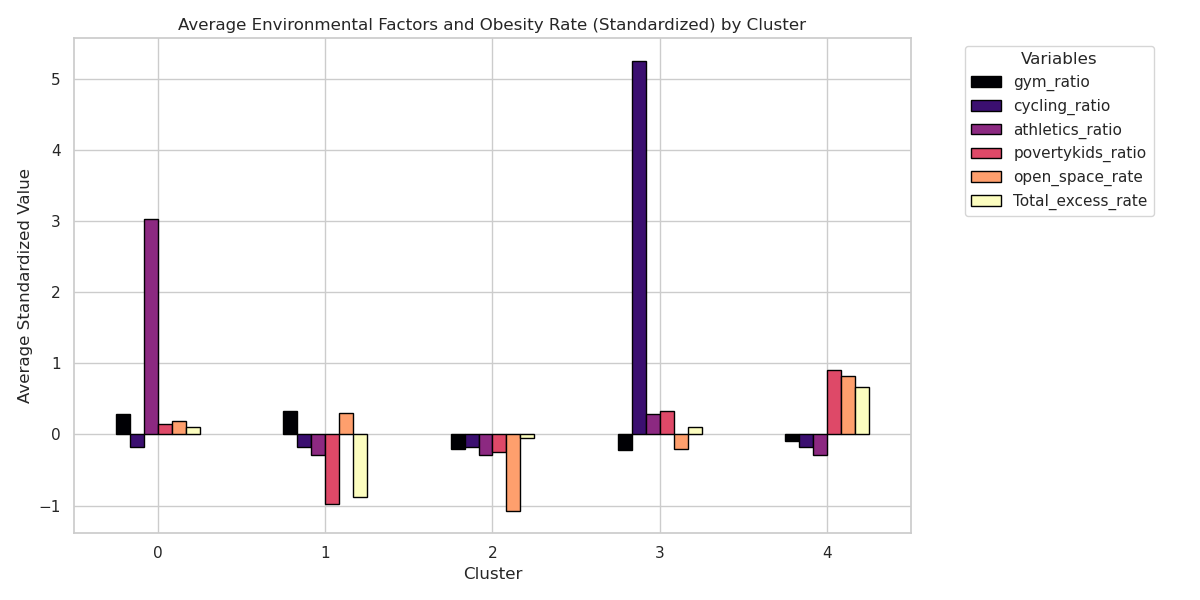 Average Environmental Factors and Obesity Rate (Standardized) by Cluster
Average Standardized Value
5
4
3
2
1
0
−1
0 1 2 3 4
Cluster
Variables
gym_ratio
cycling_ratio
athletics_ratio
povertykids_ratio
open_space_rate
Total_excess_rate